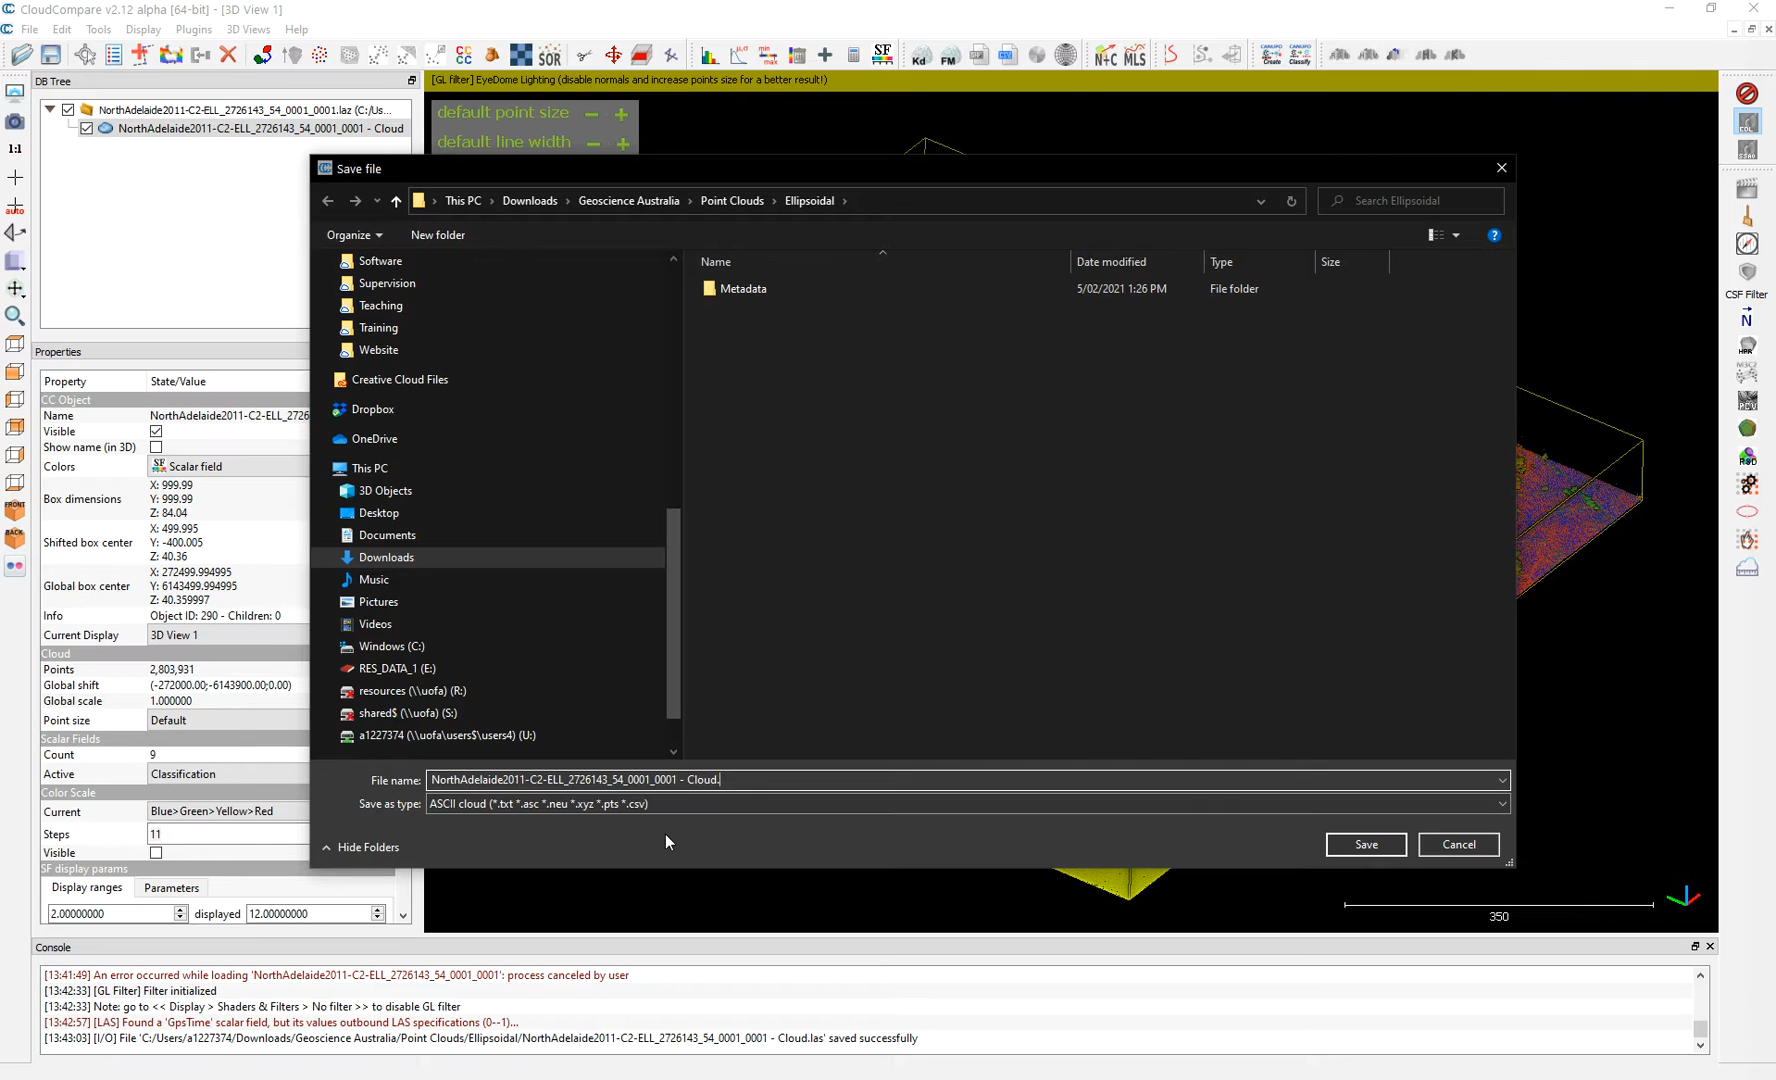 CloudCompare v2.12 alpha [64-bit] - [3D View 1]
File Edit Tools Display Plugins 3D Views Help
SOR
SF
Kd FM
N+C MLS
DB Tree
NorthAdelaide2011-C2-ELL_2726143_54_0001_0001.laz (C:/Us...
NorthAdelaide2011-C2-ELL_2726143_54_0001_0001 - Cloud
[GL filter] EyeDome Lighting (disable normals and increase points size for a better result!)
default point size
default line width
1:1
auto
FRONT
BACK
Save file
This PC > Downloads > Geoscience Australia > Point Clouds > Ellipsoidal >
Search Ellipsoidal
Organize New folder
Name Date modified Type Size
Metadata 5/02/2021 1:26 PM File folder
Software
Supervision
Teaching
Training
Website
Creative Cloud Files
Dropbox
OneDrive
This PC
3D Objects
Desktop
Documents
Downloads
Music
Pictures
Videos
Windows (C:)
RES_DATA_1 (E:)
resources (\\uofa) (R:)
shared$ (\\uofa) (S:)
a1227374 (\\uofa\users$\users4) (U:)
File name: NorthAdelaide2011-C2-ELL_2726143_54_0001_0001 - Cloud.
Save as type: ASCII cloud (*.txt *.asc *.neu *.xyz *.pts *.csv)
Hide Folders
Save Cancel
Properties
Property State/Value
CC Object
Name NorthAdelaide2011-C2-ELL_2726
Visible
Show name (in 3D)
Colors SF Scalar field
Box dimensions X: 999.99
Y: 999.99
Z: 84.04
Shifted box center X: 499.995
Y: -400.005
Z: 40.36
Global box center X: 272499.994995
Y: 6143499.994995
Z: 40.359997
Info Object ID: 290 - Children: 0
Current Display 3D View 1
Cloud
Points 2,803,931
Global shift (-272000.00;-6143900.00;0.00)
Global scale 1.000000
Point size Default
Scalar Fields
Count 9
Active Classification
Color Scale
Current Blue>Green>Yellow>Red
Steps 11
Visible
SF display params
Display ranges Parameters
2.00000000 displayed 12.00000000
350
CSF Filter
N
HPR
M3C2
PCV
Console
[13:41:49] An error occurred while loading 'NorthAdelaide2011-C2-ELL_2726143_54_0001_0001': process canceled by user
[13:42:33] [GL Filter] Filter initialized
[13:42:33] Note: go to << Display > Shaders & Filters > No filter >> to disable GL filter
[13:42:57] [LAS] Found a 'GpsTime' scalar field, but its values outbound LAS specifications (0--1)...
[13:43:03] [I/O] File 'C:/Users/a1227374/Downloads/Geoscience Australia/Point Clouds/Ellipsoidal/NorthAdelaide2011-C2-ELL_2726143_54_0001_0001 - Cloud.las' saved successfully